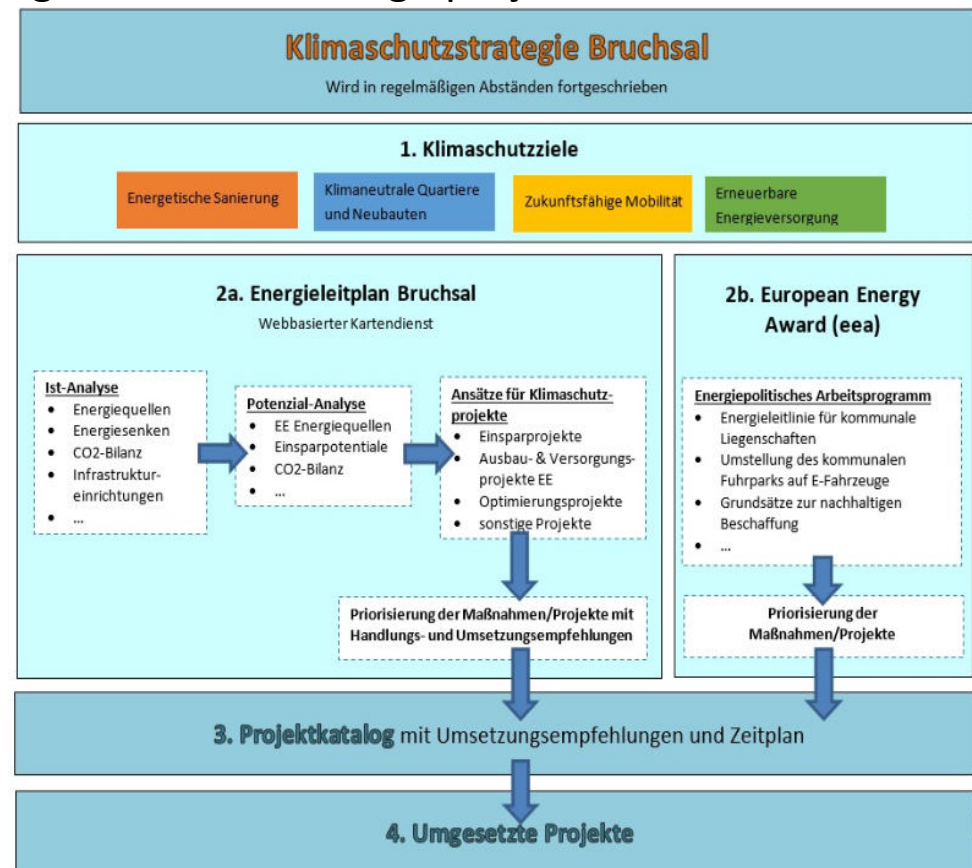 Klimaschutzstrategie Bruchsal
Wird in regelmäßigen Abständen fortgeschrieben
1. Klimaschutzziele
Energetische Sanierung
Klimaneutrale Quartiere
und Neubauten
Zukunftsfähige Mobilität
Erneuerbare
Energieversorgung
2a. Energieleitplan Bruchsal
Webbasierter Kartendienst
Ist-Analyse
• Energiequellen
• Energiesenken
• CO2-Bilanz
• Infrastruktur-
einrichtungen
• ...
Potenzial-Analyse
• EE Energiequellen
• Einsparpotentiale
• CO2-Bilanz
• ...
Ansätze für Klimaschutz-
projekte
• Einsparprojekte
• Ausbau- & Versorgungs-
projekte EE
• Optimierungsprojekte
• sonstige Projekte
Priorisierung der Maßnahmen/Projekte mit
Handlungs- und Umsetzungsempfehlungen
2b. European Energy
Award (eea)
Energiepolitisches Arbeitsprogramm
• Energieleitlinie für kommunale
Liegenschaften
• Umstellung des kommunalen
Fuhrparks auf E-Fahrzeuge
• Grundsätze zur nachhaltigen
Beschaffung
• ...
Priorisierung der
Maßnahmen/Projekte
3. Projektkatalog mit Umsetzungsempfehlungen und Zeitplan
4. Umgesetzte Projekte